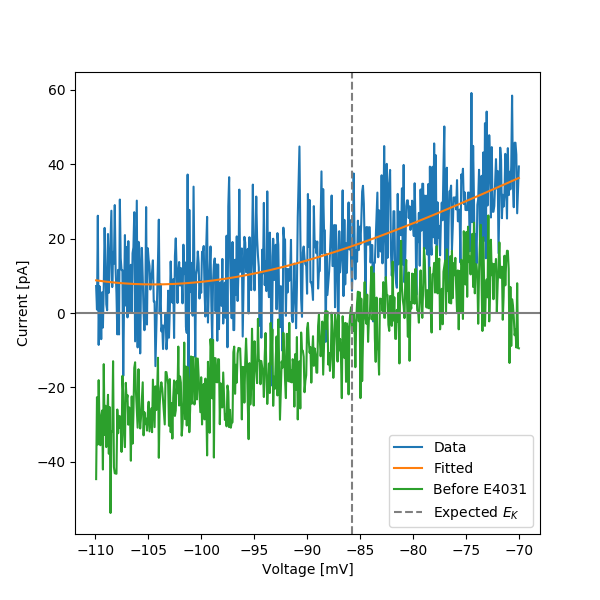 60
40
20
0
−20
−40
Current [pA]
−110 −105 −100 −95 −90 −85 −80 −75 −70
Voltage [mV]
Data
Fitted
Before E4031
Expected E_K